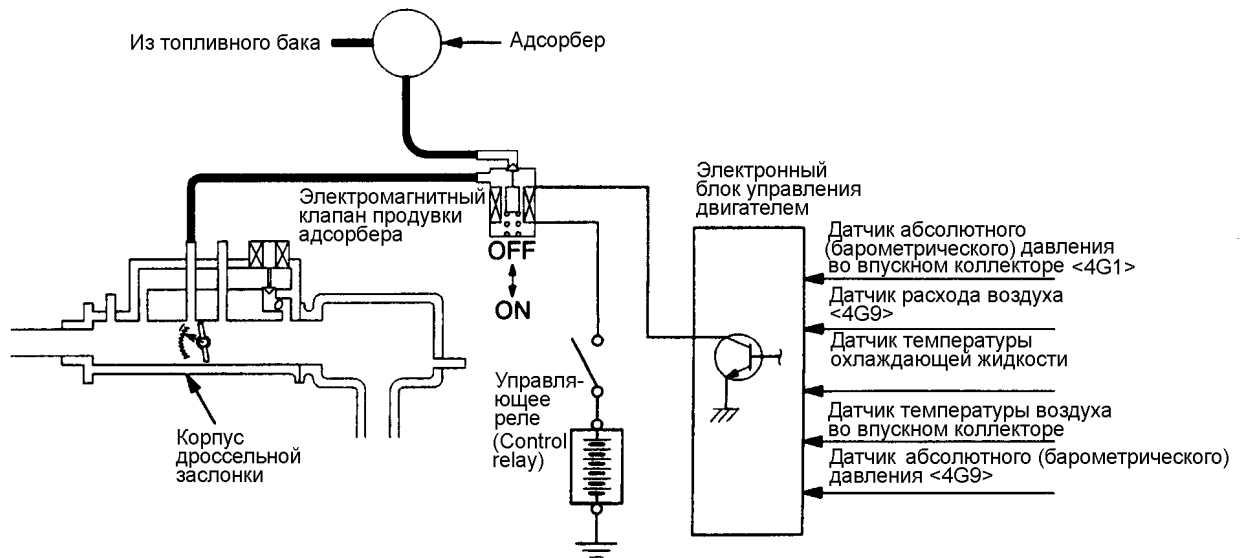 Из топливного бака
Адсорбер
Электромагнитный
клапан продувки
адсорбера
OFF
ON
Электронный
блок управления
двигателем
Датчик абсолютного
(барометрического) давления
во впускном коллекторе <4G1>
Датчик расхода воздуха
<4G9>
Датчик температуры
охлаждающей жидкости
Датчик температуры воздуха
во впускном коллекторе
Датчик абсолютного (барометрического)
давления <4G9>
Управля-
ющее
реле
(Control
relay)
Корпус
дроссельной
заслонки